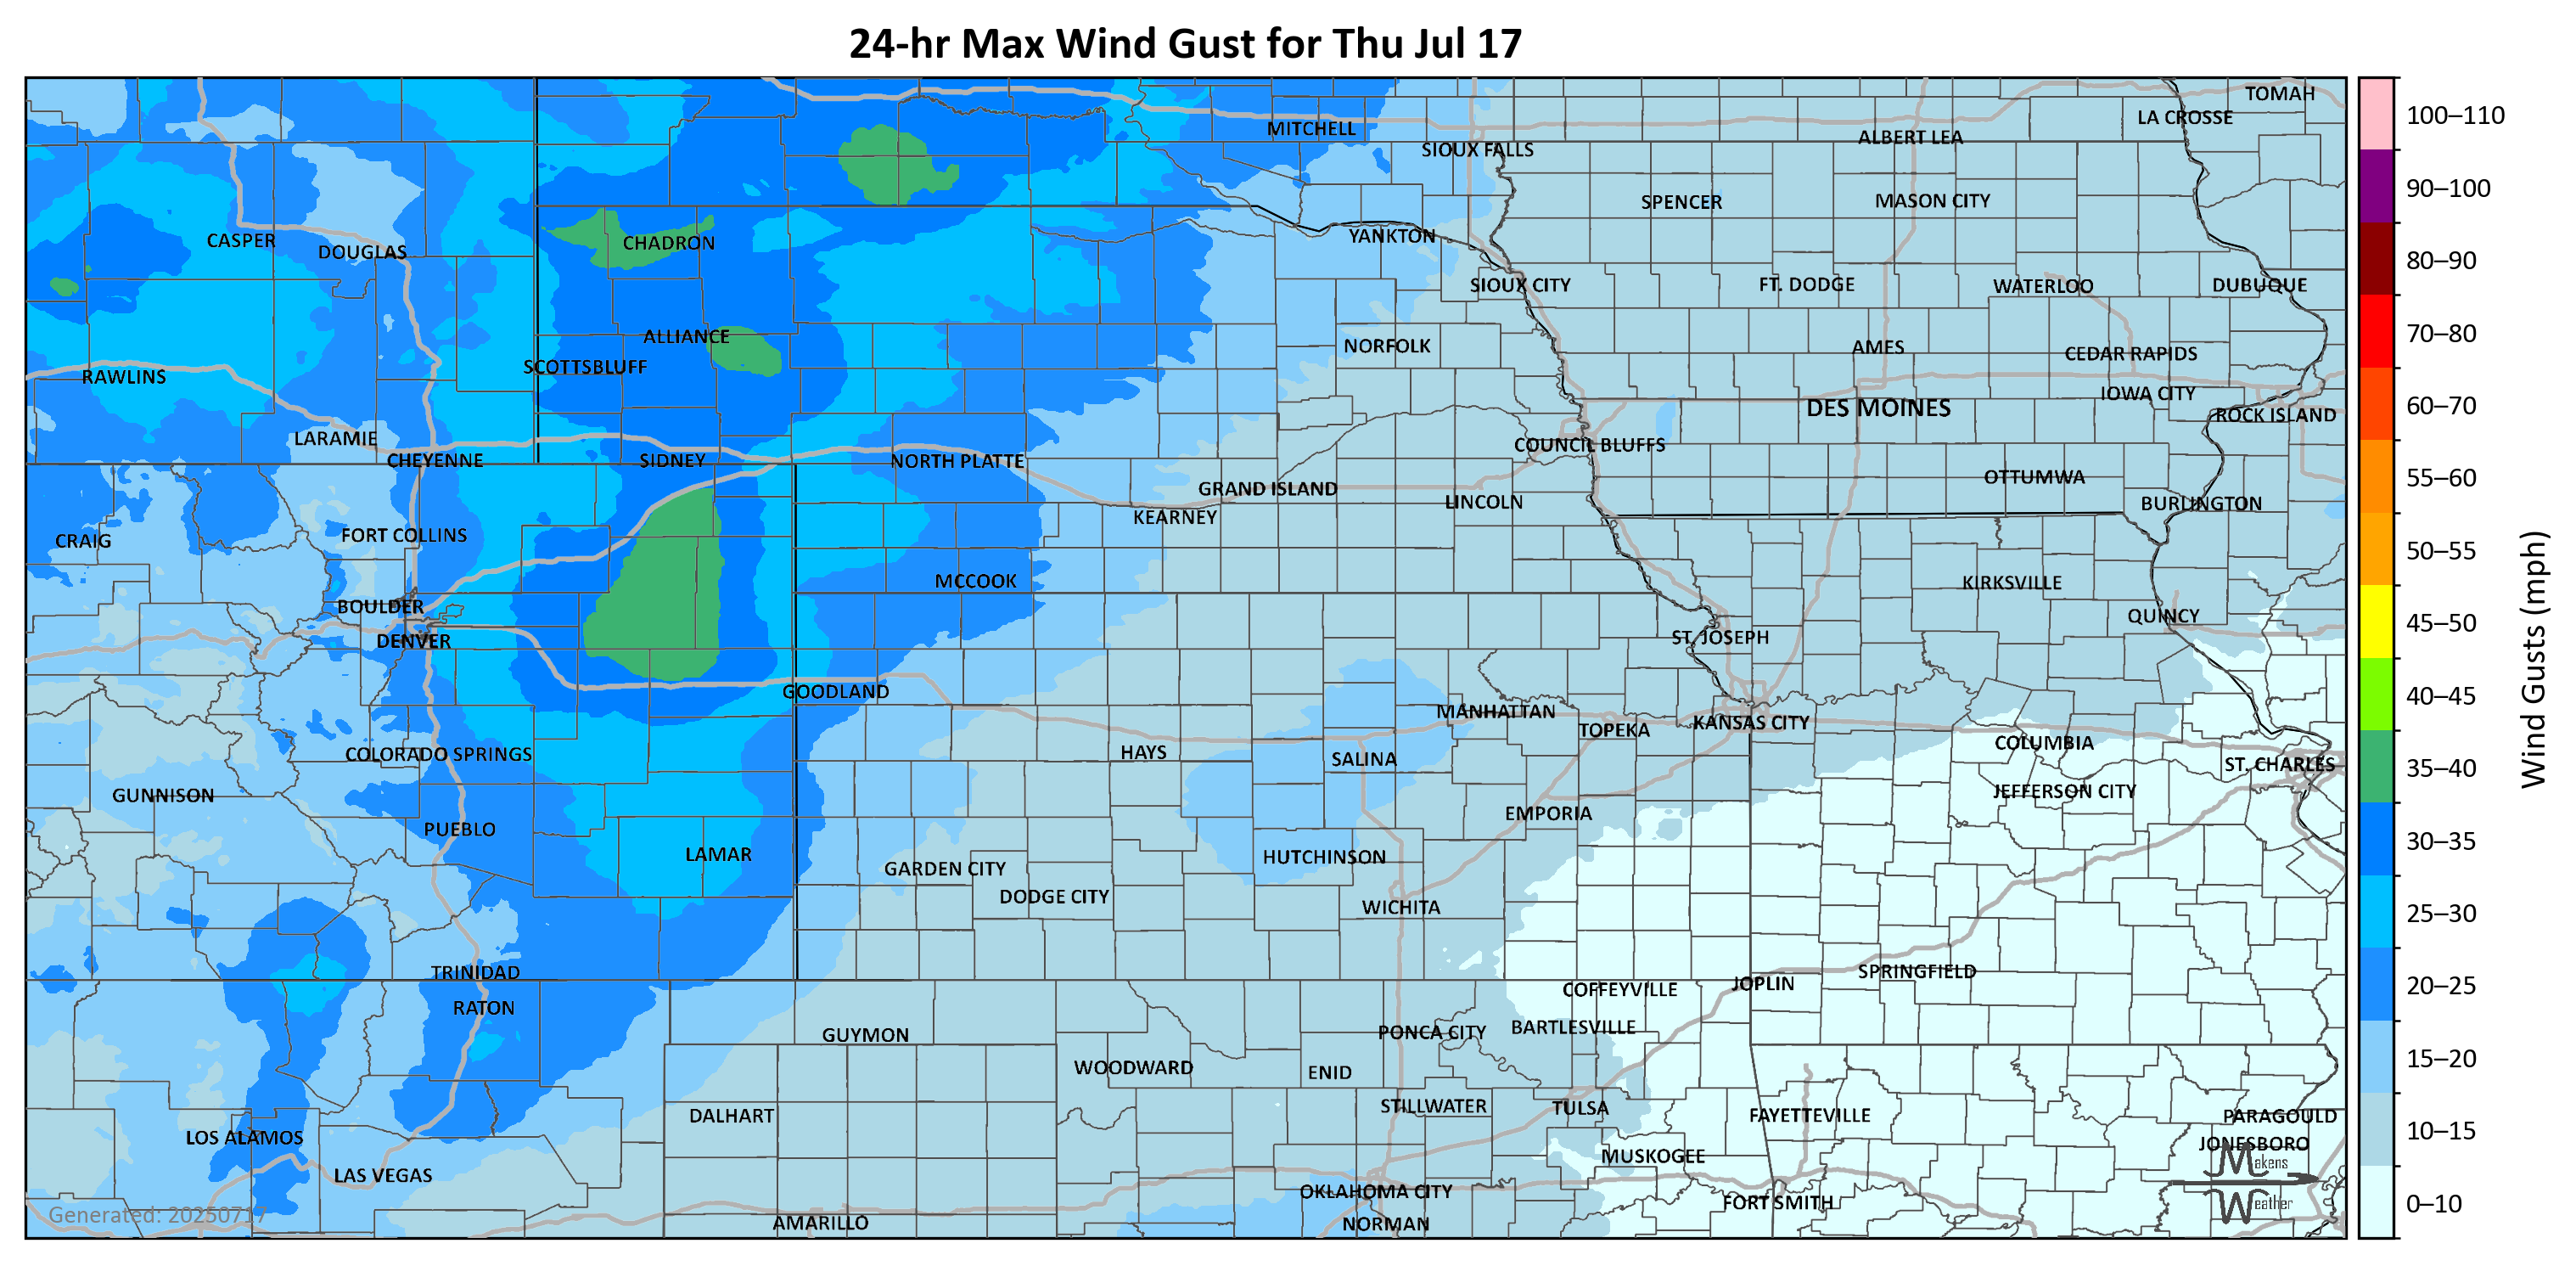 24-hr Max Wind Gust for Thu Jul 17
TOMAH
LA CROSSE
MITCHELL
ALBERT LEA
SIOUX FALLS
SPENCER
MASON CITY
CASPER
DOUGLAS
CHADRON
YANKTON
SIOUX CITY
FT. DODGE
WATERLOO
DUBUQUE
ALLIANCE
NORFOLK
AMES
CEDAR RAPIDS
SCOTTSBLUFF
RAWLINS
IOWA CITY
DES MOINES
ROCK ISLAND
LARAMIE
COUNCIL BLUFFS
CHEYENNE
SIDNEY
NORTH PLATTE
OTTUMWA
GRAND ISLAND
LINCOLN
BURLINGTON
KEARNEY
FORT COLLINS
CRAIG
MCCOOK
KIRKSVILLE
BOULDER
QUINCY
DENVER
ST. JOSEPH
GOODLAND
MANHATTAN
KANSAS CITY
TOPEKA
COLUMBIA
COLORADO SPRINGS
HAYS
SALINA
ST. CHARLES
GUNNISON
JEFFERSON CITY
EMPORIA
PUEBLO
LAMAR
HUTCHINSON
GARDEN CITY
DODGE CITY
WICHITA
TRINIDAD
SPRINGFIELD
JOPLIN
COFFEYVILLE
RATON
BARTLESVILLE
GUYMON
PONCA CITY
WOODWARD
ENID
STILLWATER
TULSA
DALHART
FAYETTEVILLE
PARAGOULD
LOS ALAMOS
JONESBORO
MUSKOGEE
LAS VEGAS
OKLAHOMA CITY
FORT SMITH
AMARILLO
NORMAN
Generated: 20250717
Makens
Weather
100–110
90–100
80–90
70–80
60–70
55–60
50–55
45–50
40–45
35–40
30–35
25–30
20–25
15–20
10–15
0–10
Wind Gusts (mph)